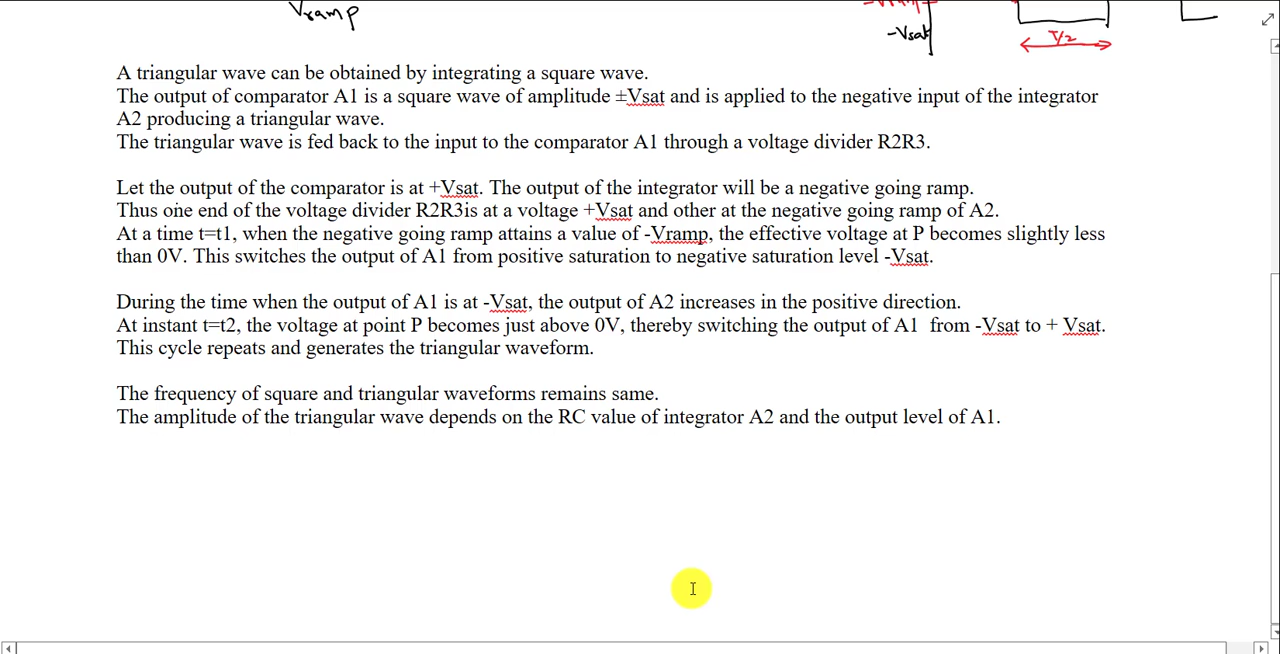 Vramp
-Vsat
T/2
A triangular wave can be obtained by integrating a square wave.
The output of comparator A1 is a square wave of amplitude ±Vsat and is applied to the negative input of the integrator
A2 producing a triangular wave.
The triangular wave is fed back to the input to the comparator A1 through a voltage divider R2R3.
Let the output of the comparator is at +Vsat. The output of the integrator will be a negative going ramp.
Thus one end of the voltage divider R2R3is at a voltage +Vsat and other at the negative going ramp of A2.
At a time t=t1, when the negative going ramp attains a value of -Vramp, the effective voltage at P becomes slightly less
than 0V. This switches the output of A1 from positive saturation to negative saturation level -Vsat.
During the time when the output of A1 is at -Vsat, the output of A2 increases in the positive direction.
At instant t=t2, the voltage at point P becomes just above 0V, thereby switching the output of A1  from -Vsat to + Vsat.
This cycle repeats and generates the triangular waveform.
The frequency of square and triangular waveforms remains same.
The amplitude of the triangular wave depends on the RC value of integrator A2 and the output level of A1.